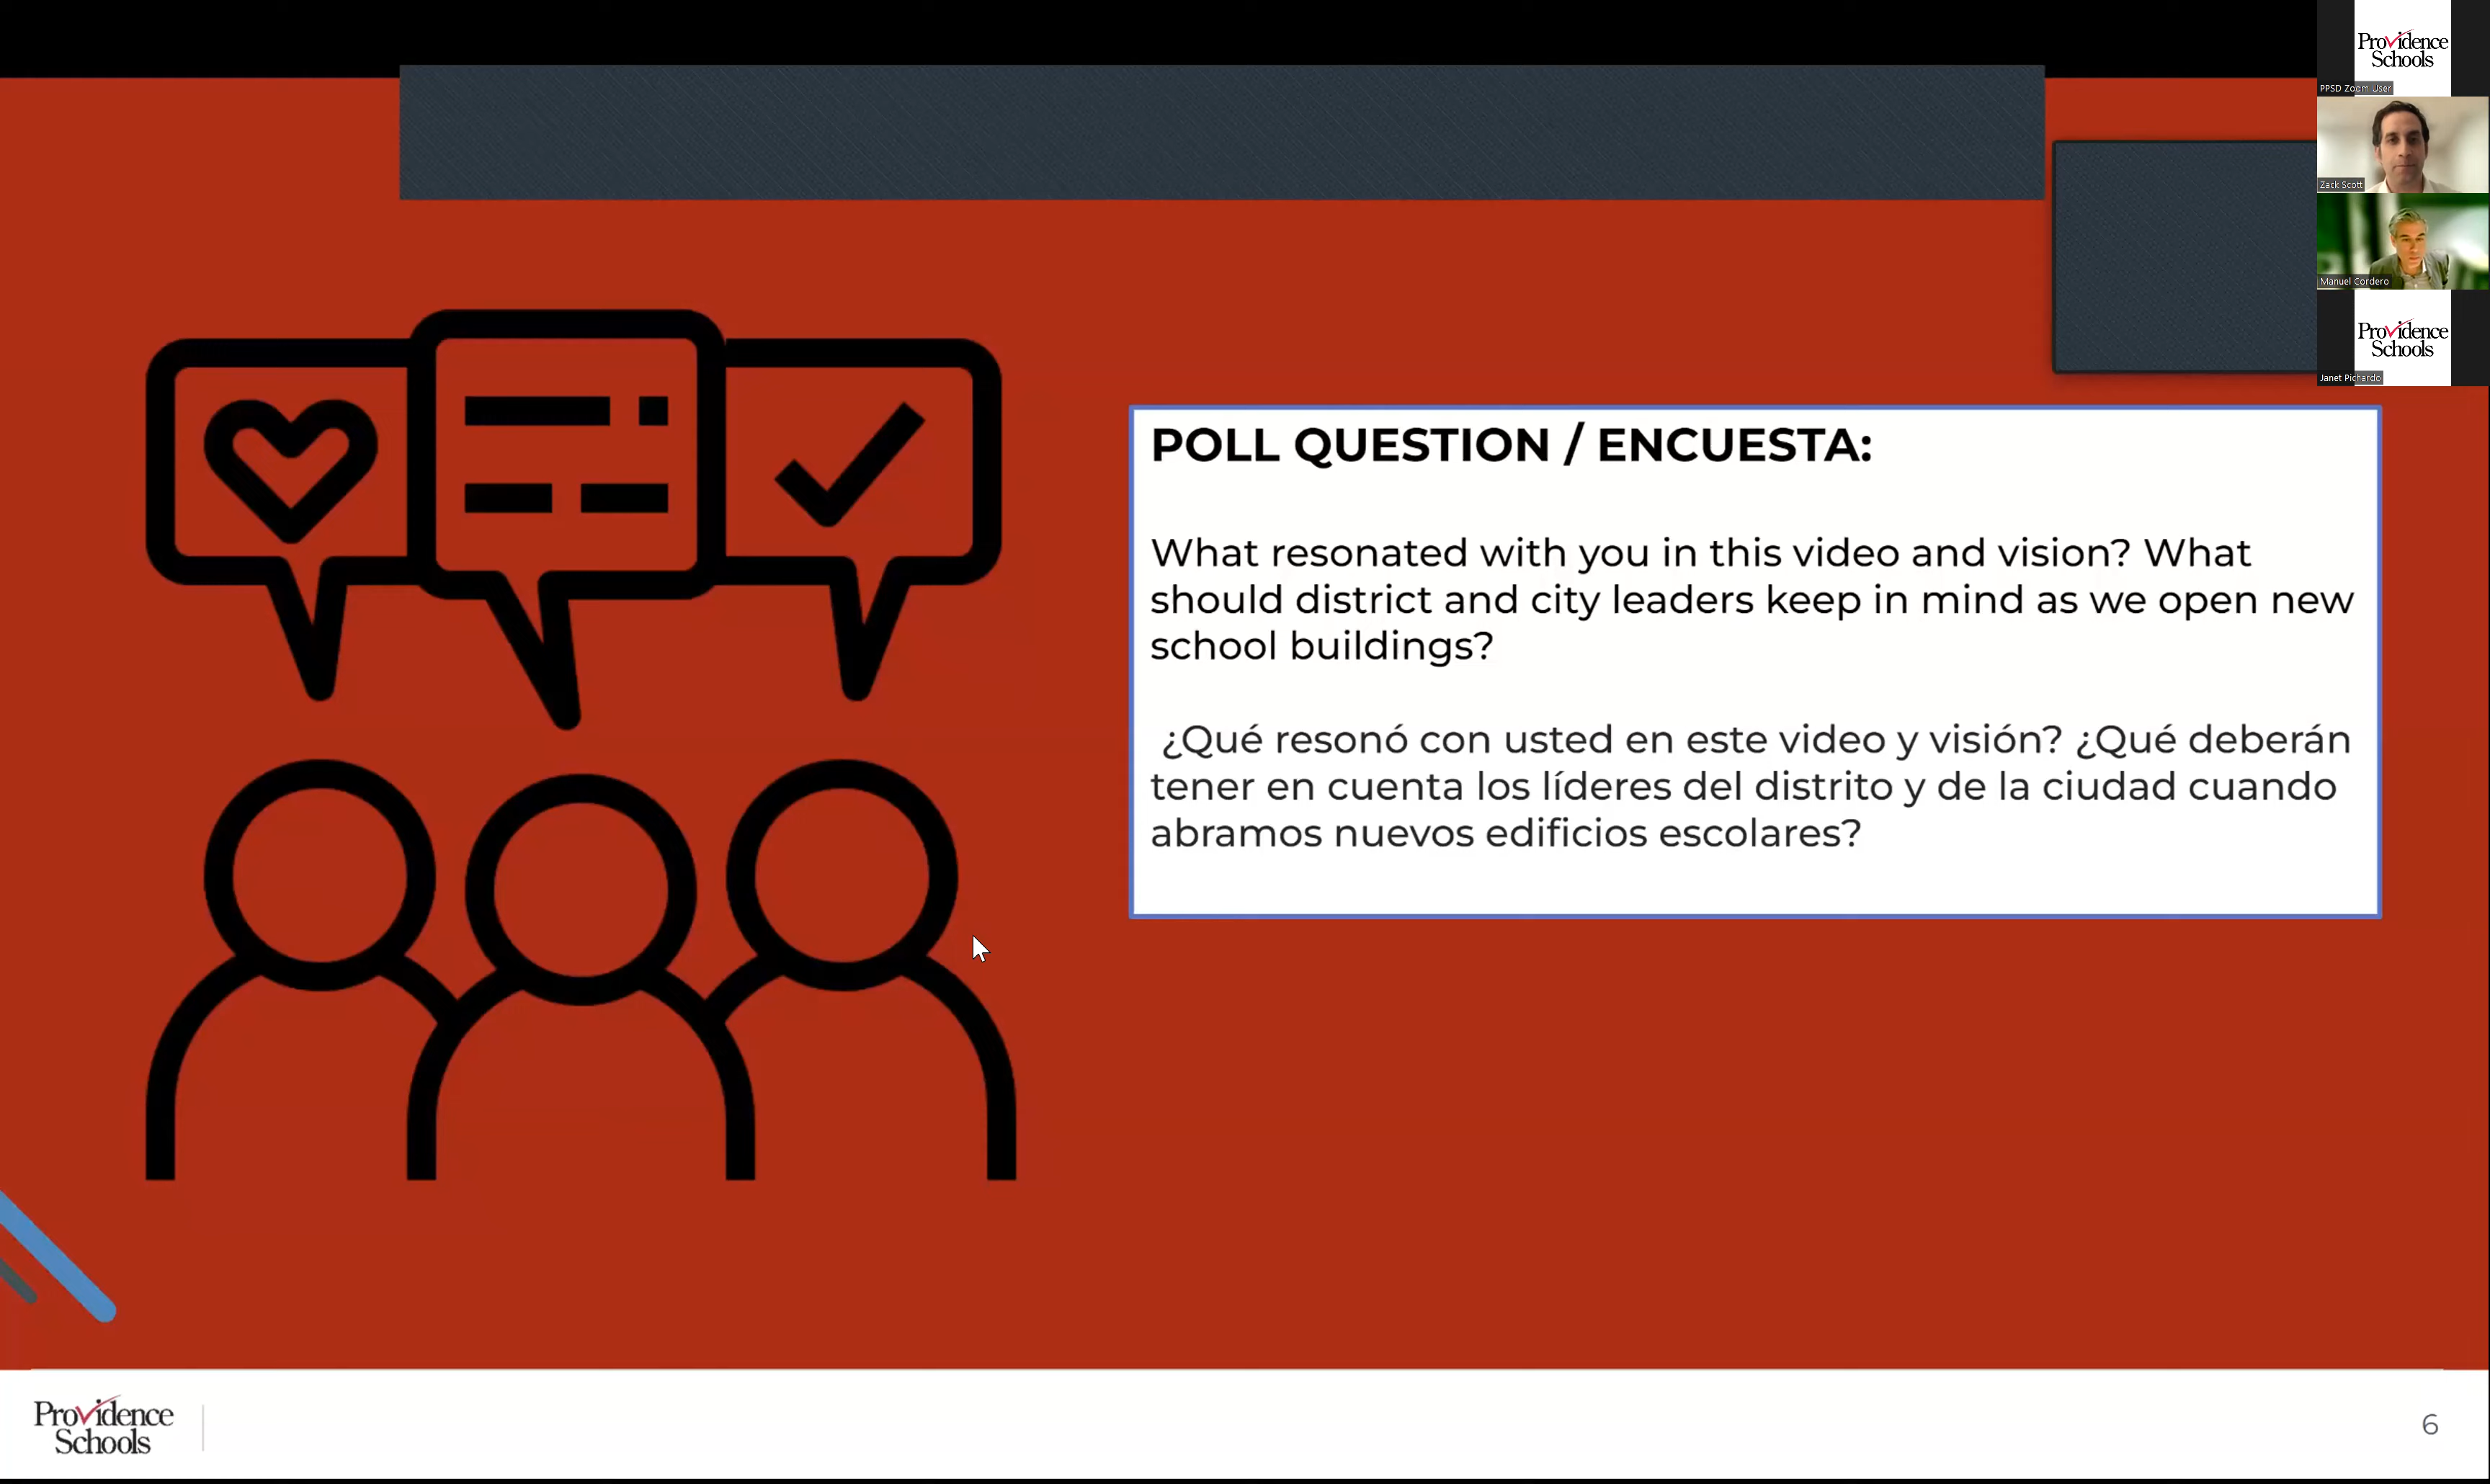 Providence
Schools
PPSD Zoom User
Zack Scott
Manuel Cordero
Providence
Schools
Janet Pichardo
POLL QUESTION / ENCUESTA:
What resonated with you in this video and vision? What
should district and city leaders keep in mind as we open new
school buildings?
¿Qué resonó con usted en este video y visión? ¿Qué deberán
tener en cuenta los líderes del distrito y de la ciudad cuando
abramos nuevos edificios escolares?
Providence
Schools
6